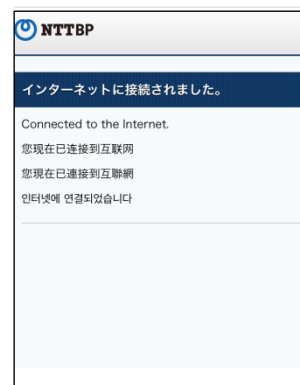 NTTBP
インターネットに接続されました。
Connected to the Internet.
您现在已连接到互联网
您現在已連接到互聯網
인터넷에 연결되었습니다